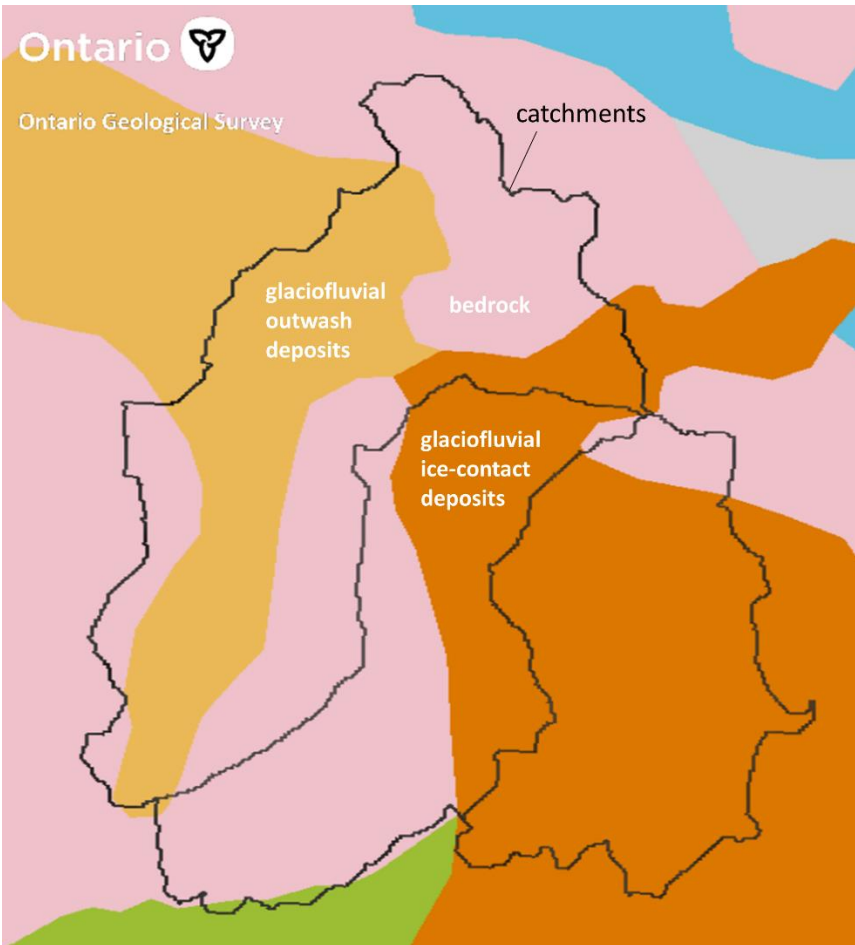 Ontario
Ontario Geological Survey
catchments
glaciofluvial
outwash
deposits
bedrock
glaciofluvial
ice-contact
deposits